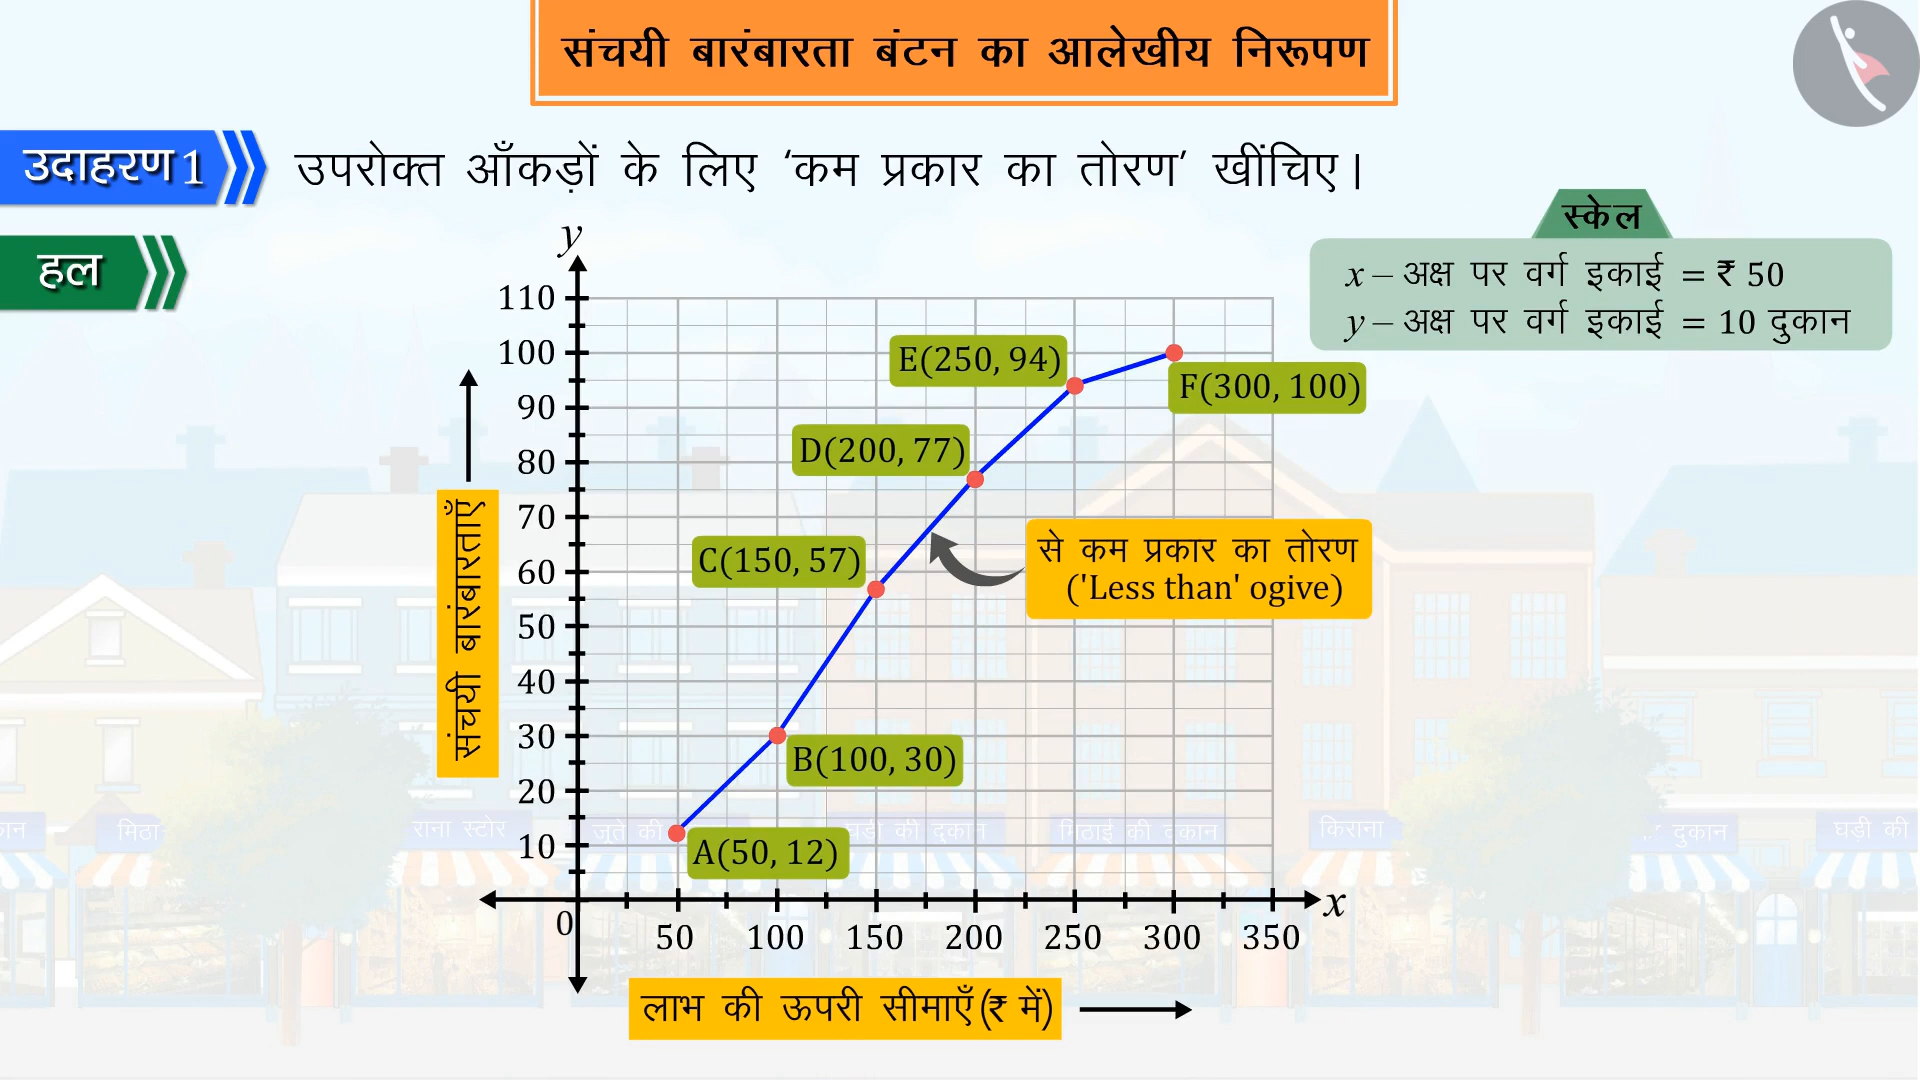 संचयी बारंबारता बंटन का आलेखीय निरूपण
उदाहरण 1
उपरोक्त आँकड़ों के लिए ‘कम प्रकार का तोरण’ खींचिए।
हल
स्केल
x – अक्ष पर वर्ग इकाई = ₹ 50
y – अक्ष पर वर्ग इकाई = 10 दुकान
y
110
100
90
80
70
60
50
40
30
20
10
0
संचयी बारंबारताएँ
E(250, 94)
F(300, 100)
D(200, 77)
C(150, 57)
से कम प्रकार का तोरण
('Less than' ogive)
B(100, 30)
A(50, 12)
मिठा
राना स्टोर
जूते की
घड़ी की दुकान
मिठाई की दुकान
किराना
दुकान
घड़ी की
x
50 100 150 200 250 300 350
लाभ की ऊपरी सीमाएँ (₹ में)